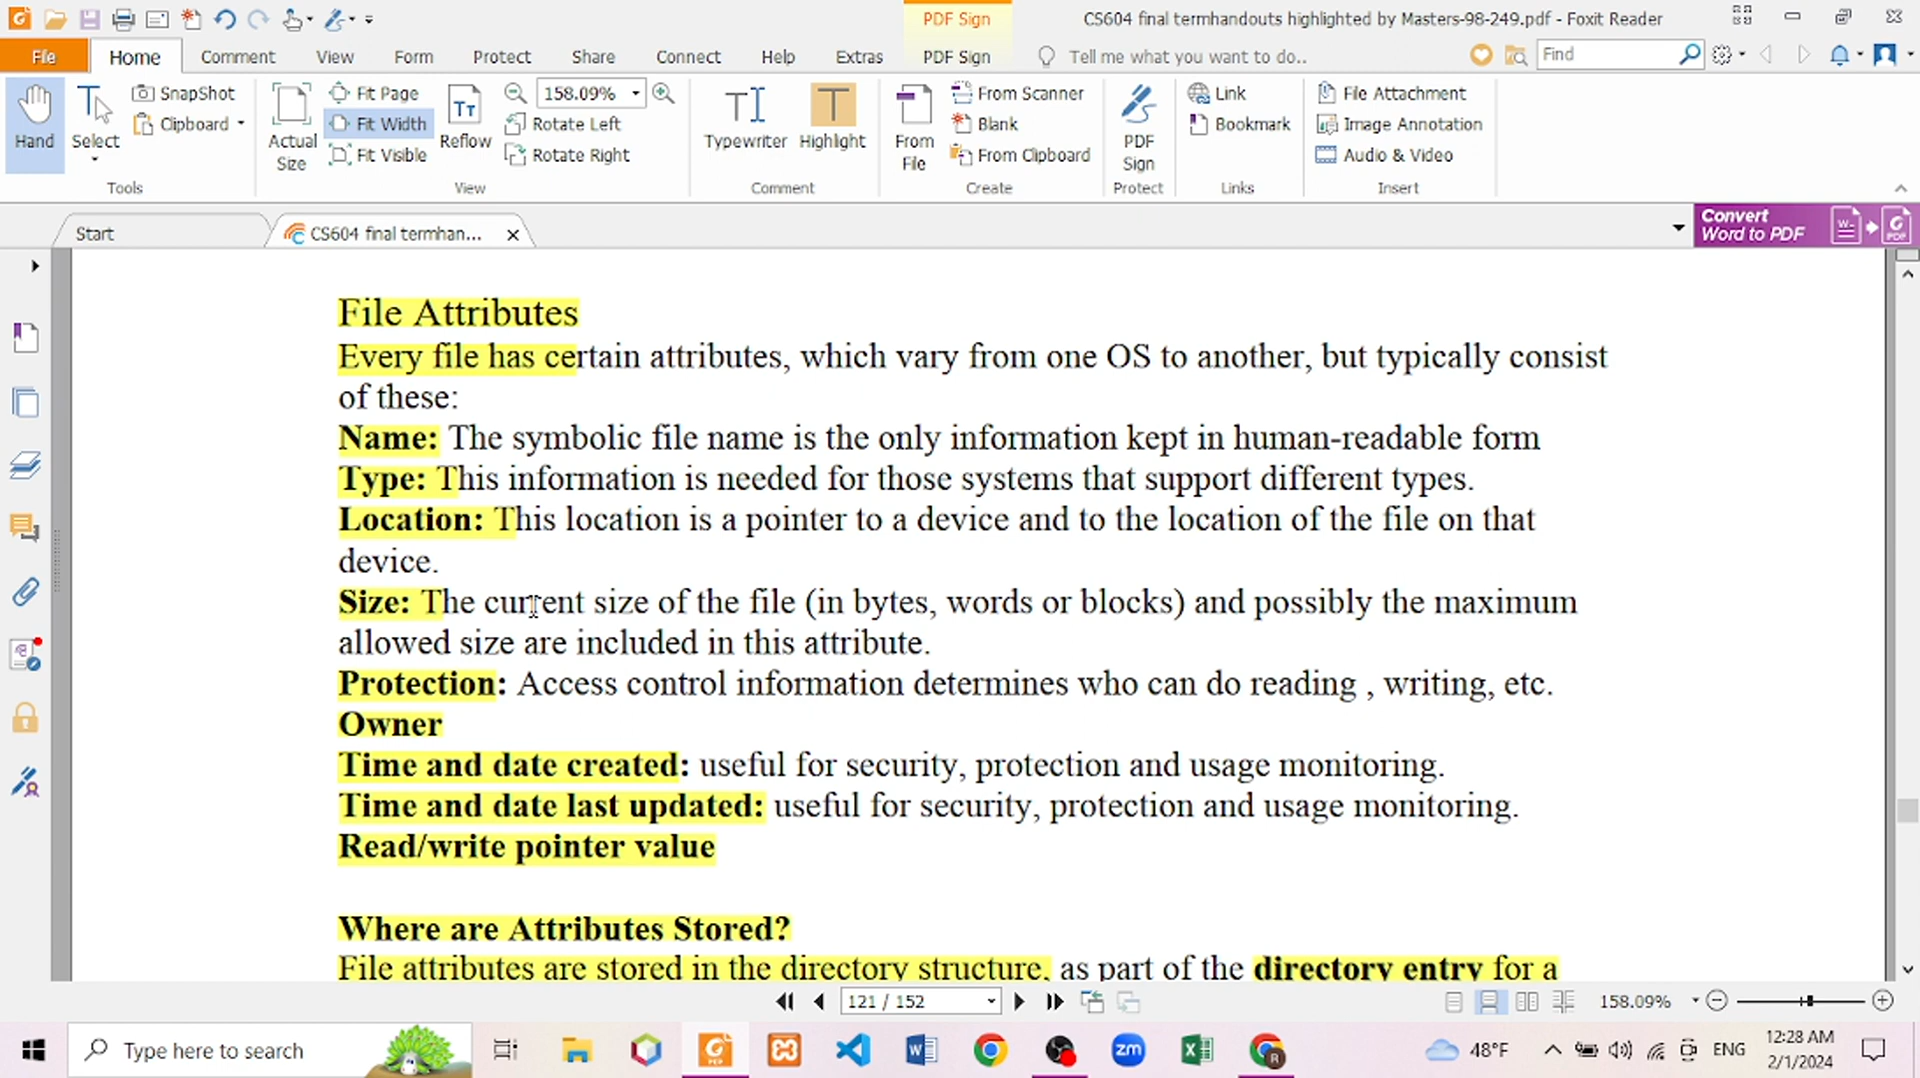 PDF Sign
CS604 final termhandouts highlighted by Masters-98-249.pdf - Foxit Reader
File
Home
Comment
View
Form
Protect
Share
Connect
Help
Extras
PDF Sign
Tell me what you want to do..
Find
Hand
Select
SnapShot
Clipboard
Tools
Actual
Size
Fit Page
Fit Width
Fit Visible
Reflow
158.09%
Rotate Left
Rotate Right
View
Typewriter
Highlight
Comment
From
File
From Scanner
Blank
From Clipboard
Create
PDF
Sign
Protect
Link
Bookmark
Links
File Attachment
Image Annotation
Audio & Video
Insert
Start
CS604 final termhan...
Convert
Word to PDF
File Attributes
Every file has certain attributes, which vary from one OS to another, but typically consist
of these:
Name: The symbolic file name is the only information kept in human-readable form
Type: This information is needed for those systems that support different types.
Location: This location is a pointer to a device and to the location of the file on that
device.
Size: The current size of the file (in bytes, words or blocks) and possibly the maximum
allowed size are included in this attribute.
Protection: Access control information determines who can do reading , writing, etc.
Owner
Time and date created: useful for security, protection and usage monitoring.
Time and date last updated: useful for security, protection and usage monitoring.
Read/write pointer value
Where are Attributes Stored?
File attributes are stored in the directory structure, as part of the directory entry for a
121 / 152
158.09%
Type here to search
zm
48°F
ENG
12:28 AM
2/1/2024